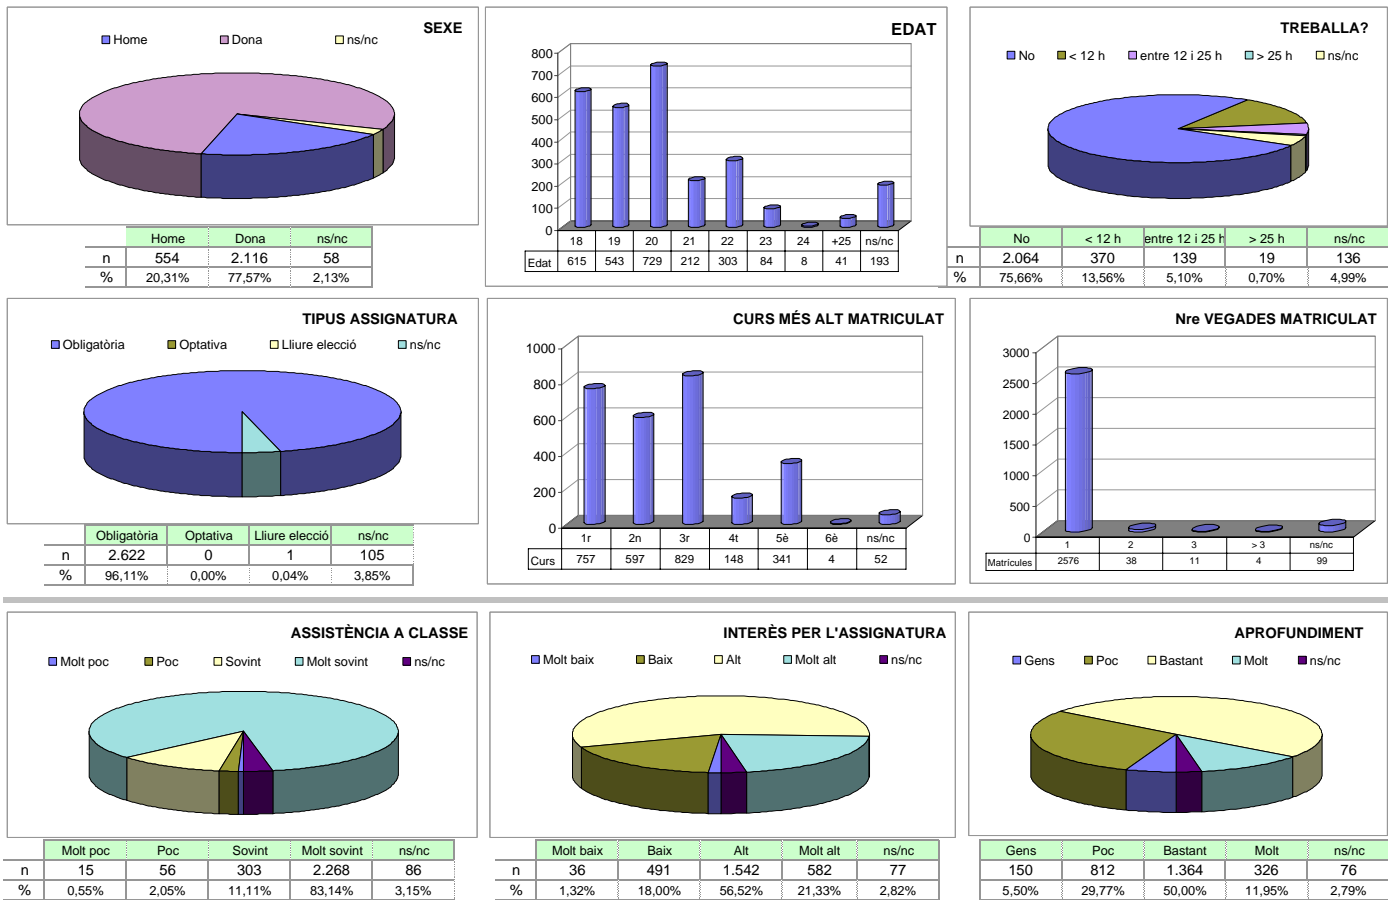 SEXE
Home Dona ns/nc
Home Dona ns/nc
n 554 2.116 58
% 20,31% 77,57% 2,13%
EDAT
800
700
600
500
400
300
200
100
0
18 19 20 21 22 23 24 +25 ns/nc
Edat 615 543 729 212 303 84 8 41 193
TREBALLA?
No < 12 h entre 12 i 25 h > 25 h ns/nc
No < 12 h entre 12 i 25 h > 25 h ns/nc
n 2.064 370 139 19 136
% 75,66% 13,56% 5,10% 0,70% 4,99%
TIPUS ASSIGNATURA
Obligatòria Optativa Lliure elecció ns/nc
Obligatòria Optativa Lliure elecció ns/nc
n 2.622 0 1 105
% 96,11% 0,00% 0,04% 3,85%
CURS MÉS ALT MATRICULAT
1000
800
600
400
200
0
1r 2n 3r 4t 5è 6è ns/nc
Curs 757 597 829 148 341 4 52
Nre VEGADES MATRICULAT
3000
2500
2000
1500
1000
500
0
1 2 3 > 3 ns/nc
Matrícules 2576 38 11 4 99
ASSISTÈNCIA A CLASSE
Molt poc Poc Sovint Molt sovint ns/nc
Molt poc Poc Sovint Molt sovint ns/nc
n 15 56 303 2.268 86
% 0,55% 2,05% 11,11% 83,14% 3,15%
INTERÈS PER L'ASSIGNATURA
Molt baix Baix Alt Molt alt ns/nc
Molt baix Baix Alt Molt alt ns/nc
n 36 491 1.542 582 77
% 1,32% 18,00% 56,52% 21,33% 2,82%
APROFUNDIMENT
Gens Poc Bastant Molt ns/nc
Gens Poc Bastant Molt ns/nc
150 812 1.364 326 76
5,50% 29,77% 50,00% 11,95% 2,79%